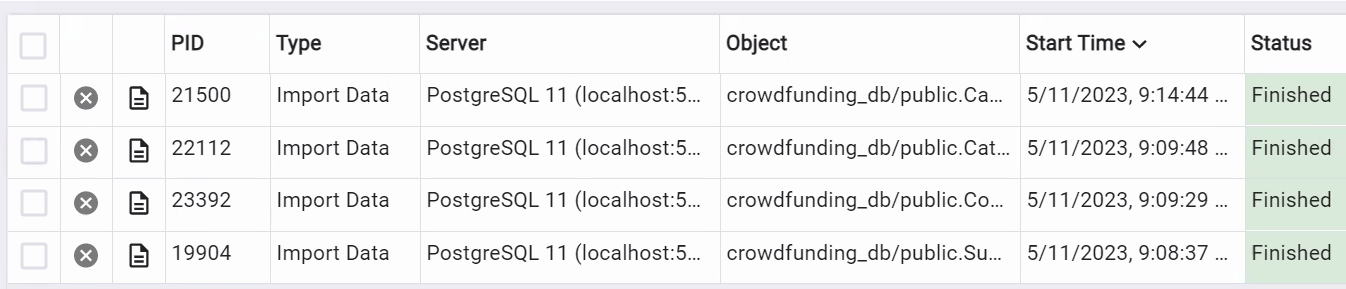 PID Type Server Object Start Time Status
21500 Import Data PostgreSQL 11 (localhost:5... crowdfunding_db/public.Ca... 5/11/2023, 9:14:44 ... Finished
22112 Import Data PostgreSQL 11 (localhost:5... crowdfunding_db/public.Cat... 5/11/2023, 9:09:48 ... Finished
23392 Import Data PostgreSQL 11 (localhost:5... crowdfunding_db/public.Co... 5/11/2023, 9:09:29 ... Finished
19904 Import Data PostgreSQL 11 (localhost:5... crowdfunding_db/public.Su... 5/11/2023, 9:08:37 ... Finished